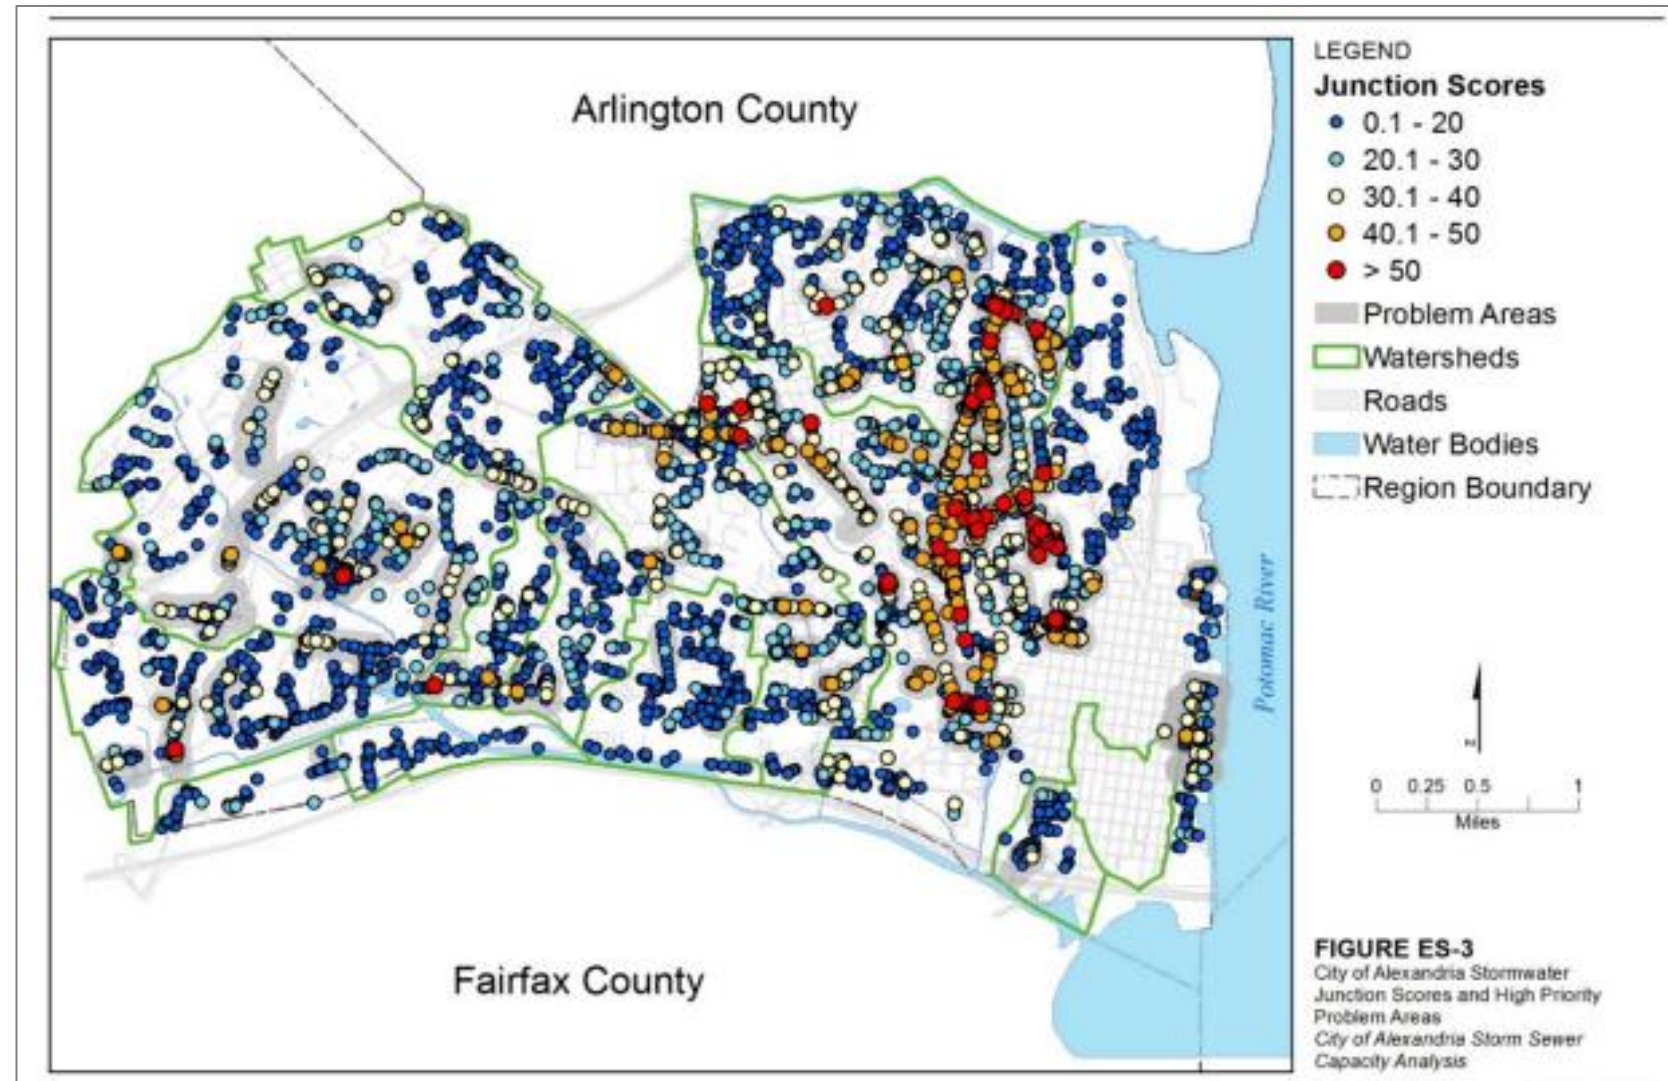 Arlington County
Fairfax County
Potomac River
LEGEND
Junction Scores
0.1 - 20
20.1 - 30
30.1 - 40
40.1 - 50
> 50
Problem Areas
Watersheds
Roads
Water Bodies
Region Boundary
N
0 0.25 0.5 1
Miles
FIGURE ES-3
City of Alexandria Stormwater
Junction Scores and High Priority
Problem Areas
City of Alexandria Storm Sewer
Capacity Analysis